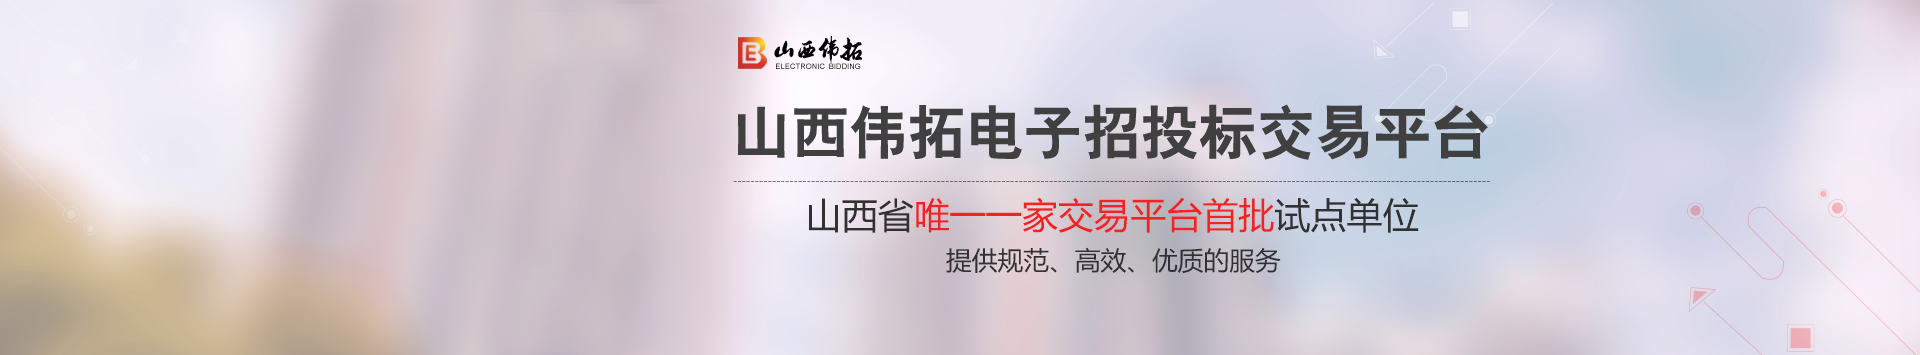 山西伟拓
ELECTRONIC BIDDING
山西伟拓电子招投标交易平台
山西省唯一一家交易平台首批试点单位
提供规范、高效、优质的服务